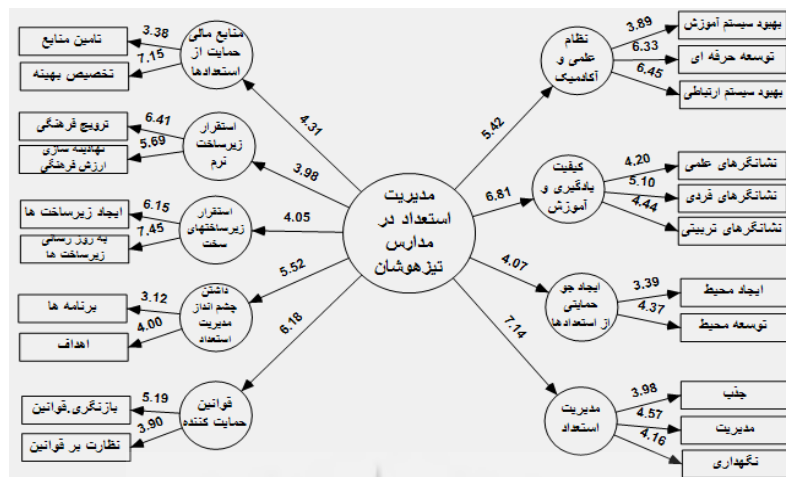 مدیریت
استعداد در
مدارس
تیزهوشان
نظام
علمی و
آکادمیک
5.42
بهبود سیستم آموزش
3.89
توسعه حرفه ای
6.33
بهبود سیستم ارتباطی
6.45
کیفیت
یادگیری و
آموزش
6.81
نشانگرهای علمی
4.20
نشانگرهای فردی
5.10
نشانگرهای تربیتی
4.44
ایجاد جو
حمایتی
از استعدادها
4.07
ایجاد محیط
3.39
توسعه محیط
4.37
مدیریت
استعداد
7.14
جذب
3.98
مدیریت
4.57
نگهداری
4.16
منابع مالی
حمایت از
استعدادها
4.31
تامین منابع
3.38
تخصیص بهینه
7.15
استقرار
زیرساخت
نرم
3.98
ترویج فرهنگی
6.41
نهادینه سازی
ارزش فرهنگی
5.69
استقرار
زیرساختهای
سخت
4.05
ایجاد زیرساخت ها
6.15
به روز رسانی
زیرساخت ها
7.45
داشتن
چشم انداز
مدیریت
استعداد
5.52
برنامه ها
3.12
اهداف
4.00
قوانین
حمایت کننده
6.18
بازنگری قوانین
5.19
نظارت بر قوانین
3.90